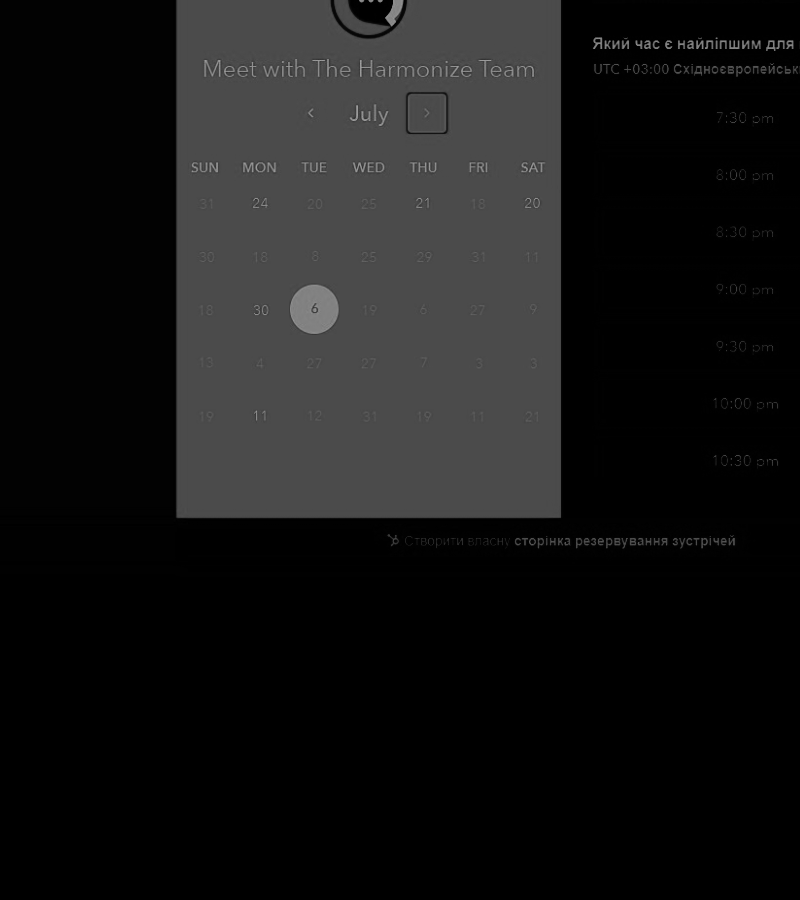 Meet with The Harmonize Team
July
SUN MON TUE WED THU FRI SAT
31 24 20 25 21 18 20
30 18 8 25 29 31 11
18 30 6 19 6 27 9
13 4 27 27 7 3 3
19 11 12 31 19 11 21
Який час є найліпшим для
UTC +03:00 Східноєвропейськ
7:30 pm
8:00 pm
8:30 pm
9:00 pm
9:30 pm
10:00 pm
10:30 pm
Створити власну сторінка резервування зустрічей